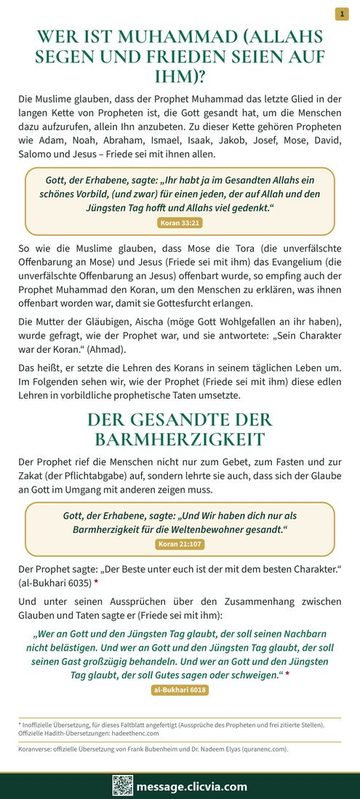 1
WER IST MUHAMMAD (ALLAHS
SEGEN UND FRIEDEN SEIEN AUF
IHM)?
Die Muslime glauben, dass der Prophet Muhammad das letzte Glied in der
langen Kette von Propheten ist, die Gott gesandt hat, um die Menschen
dazu aufzurufen, allein Ihn anzubeten. Zu dieser Kette gehören Propheten
wie Adam, Noah, Abraham, Ismael, Isaak, Jakob, Josef, Mose, David,
Salomo und Jesus – Friede sei mit ihnen allen.
Gott, der Erhabene, sagte: „Ihr habt ja im Gesandten Allahs ein
schönes Vorbild, (und zwar) für einen jeden, der auf Allah und den
Jüngsten Tag hofft und Allahs viel gedenkt.“
Koran 33:21
So wie die Muslime glauben, dass Mose die Tora (die unverfälschte
Offenbarung an Mose) und Jesus (Friede sei mit ihm) das Evangelium (die
unverfälschte Offenbarung an Jesus) offenbart wurde, so empfing auch der
Prophet Muhammad den Koran, um den Menschen zu erklären, was ihnen
offenbart worden war, damit sie Gottesfurcht erlangen.
Die Mutter der Gläubigen, Aischa (möge Gott Wohlgefallen an ihr haben),
wurde gefragt, wie der Prophet war, und sie antwortete: „Sein Charakter
war der Koran.“ (Ahmad).
Das heißt, er setzte die Lehren des Korans in seinem täglichen Leben um.
Im Folgenden sehen wir, wie der Prophet (Friede sei mit ihm) diese edlen
Lehren in vorbildliche prophetische Taten umsetzte.
DER GESANDTE DER
BARMHERZIGKEIT
Der Prophet rief die Menschen nicht nur zum Gebet, zum Fasten und zur
Zakat (der Pflichtabgabe) auf, sondern lehrte sie auch, dass sich der Glaube
an Gott im Umgang mit anderen zeigen muss.
Gott, der Erhabene, sagte: „Und Wir haben dich nur als
Barmherzigkeit für die Weltenbewohner gesandt.“
Koran 21:107
Der Prophet sagte: „Der Beste unter euch ist der mit dem besten Charakter.“
(al-Bukhari 6035) *
Und unter seinen Aussprüchen über den Zusammenhang zwischen
Glauben und Taten sagte er (Friede sei mit ihm):
„Wer an Gott und den Jüngsten Tag glaubt, der soll seinen Nachbarn
nicht belästigen. Und wer an Gott und den Jüngsten Tag glaubt, der soll
seinen Gast großzügig behandeln. Und wer an Gott und den Jüngsten
Tag glaubt, der soll Gutes sagen oder schweigen.“ *
al-Bukhari 6018
* Inoffizielle Übersetzung, für dieses Faltblatt angefertigt (Aussprüche des Propheten und frei zitierte Stellen).
Offizielle Hadith-Übersetzungen: hadeethenc.com
Koranverse: offizielle Übersetzung von Frank Bubenheim und Dr. Nadeem Elyas (quranenc.com).
message.clicvia.com